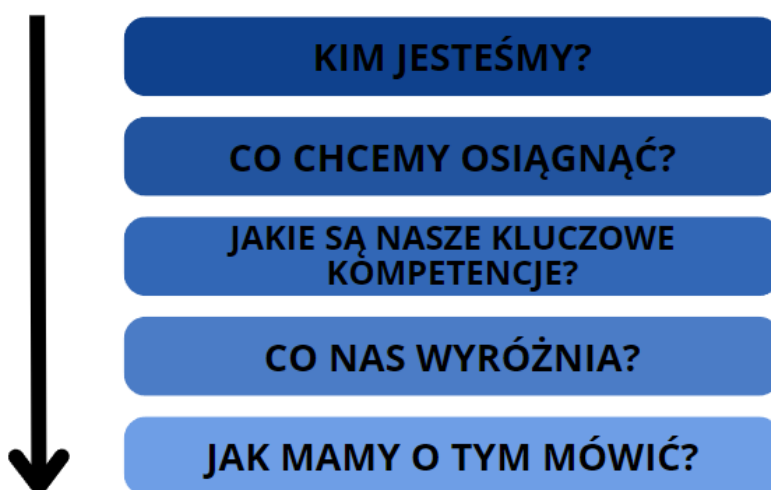 KIM JESTEŚMY?
CO CHCEMY OSIĄGNĄĆ?
JAKIE SĄ NASZE KLUCZOWE
KOMPETENCJE?
CO NAS WYRÓŻNIA?
JAK MAMY O TYM MÓWIĆ?